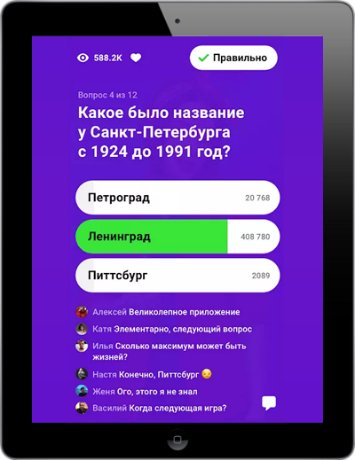 588.2K
Правильно
Вопрос 4 из 12
Какое было название
у Санкт-Петербурга
с 1924 до 1991 год?
Петроград 20 768
Ленинград 408 780
Питтсбург 2089
Алексей Великолепное приложение
Катя Элементарно, следующий вопрос
Илья Сколько максимум может быть
жизней?
Настя Конечно, Питтсбург 😏
Женя Ого, этого я не знал
Василий Когда следующая игра?